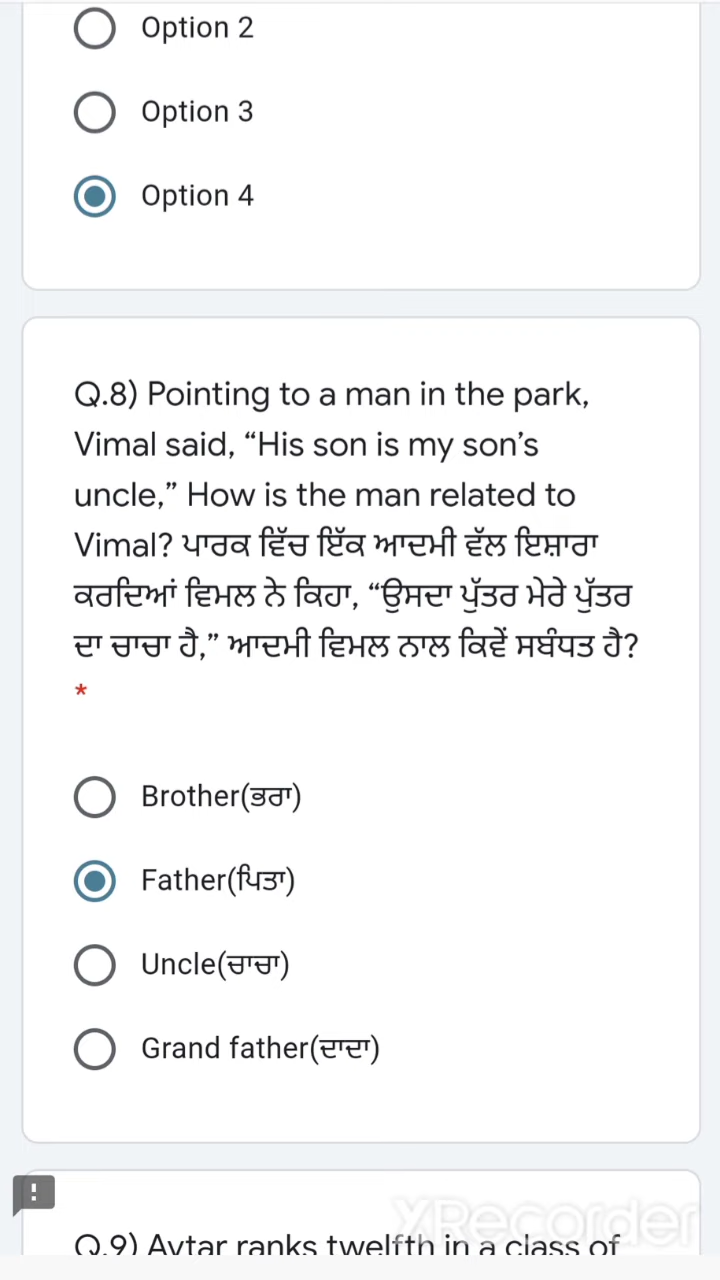 Option 2
Option 3
Option 4
Q.8) Pointing to a man in the park,
Vimal said, “His son is my son’s
uncle,” How is the man related to
Vimal? ਪਾਰਕ ਵਿੱਚ ਇੱਕ ਆਦਮੀ ਵੱਲ ਇਸ਼ਾਰਾ
ਕਰਦਿਆਂ ਵਿਮਲ ਨੇ ਕਿਹਾ, “ਉਸਦਾ ਪੁੱਤਰ ਮੇਰੇ ਪੁੱਤਰ
ਦਾ ਚਾਚਾ ਹੈ,” ਆਦਮੀ ਵਿਮਲ ਨਾਲ ਕਿਵੇਂ ਸਬੰਧਤ ਹੈ?
*
Brother(ਭਰਾ)
Father(ਪਿਤਾ)
Uncle(ਚਾਚਾ)
Grand father(ਦਾਦਾ)
!
XRecorder
Q.9) Avtar ranks twelfth in a class of